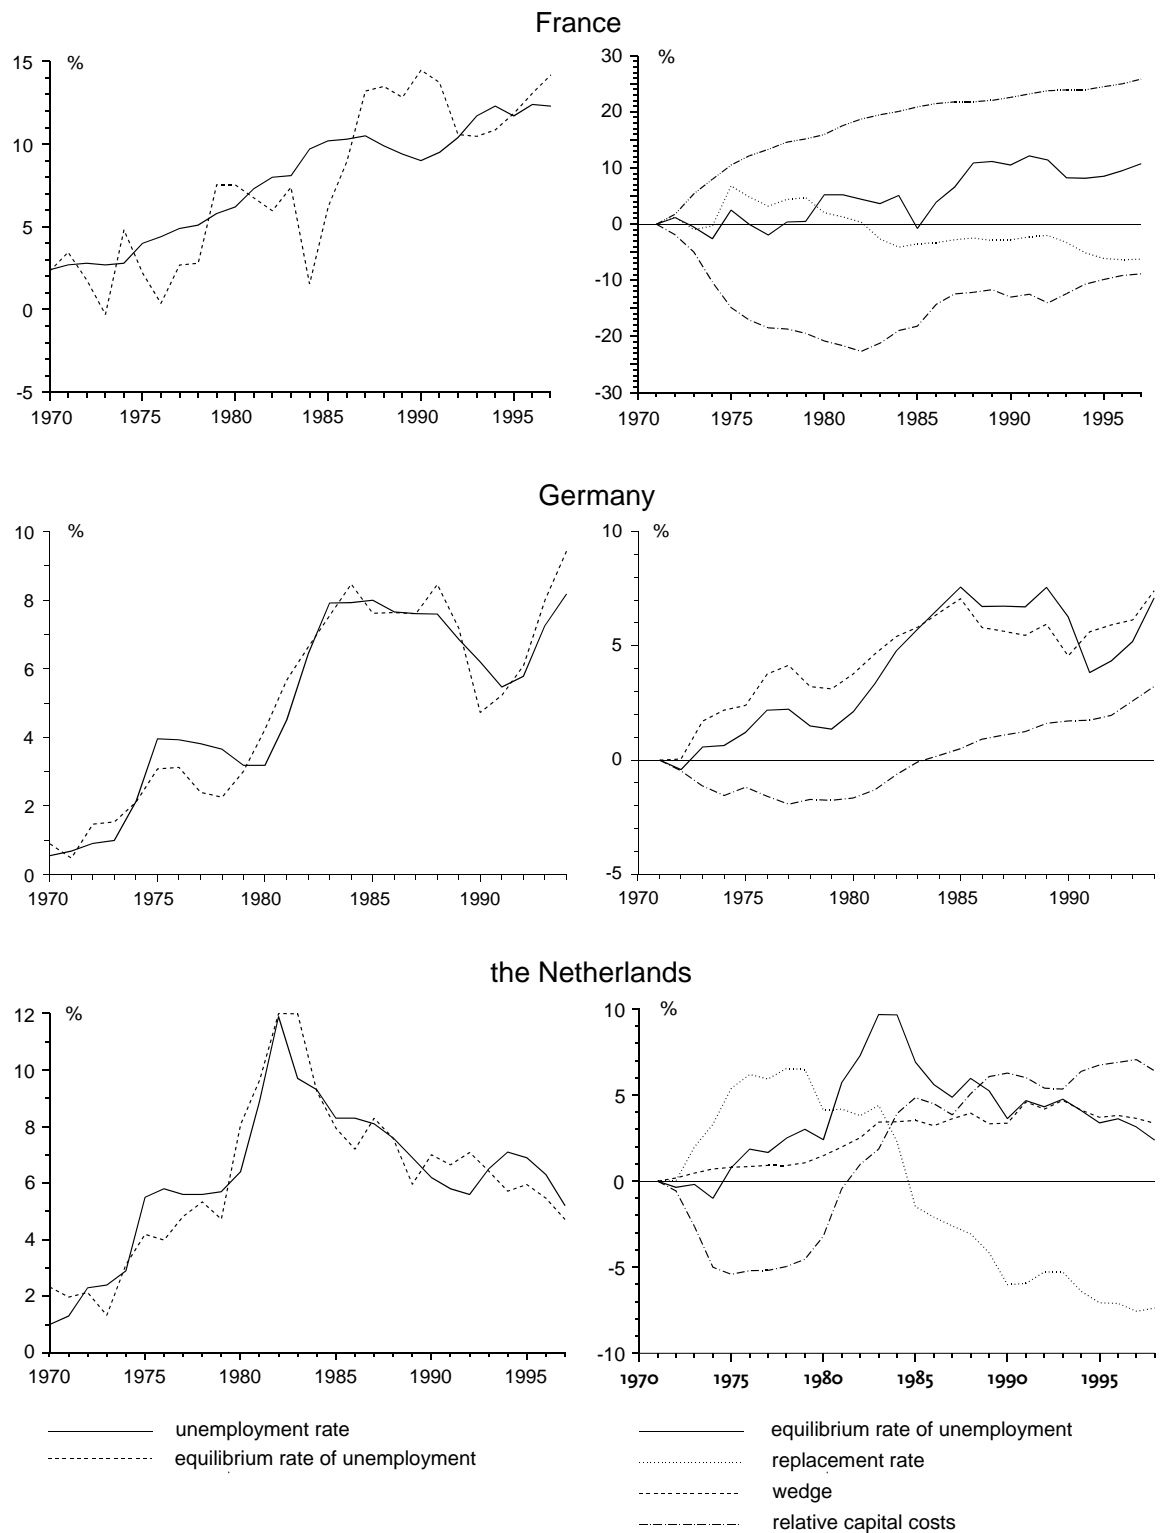 France
%
15
10
5
0
-5
1970 1975 1980 1985 1990 1995
%
30
20
10
0
-10
-20
-30
1970 1975 1980 1985 1990 1995
Germany
%
10
8
6
4
2
0
1970 1975 1980 1985 1990
%
10
5
0
-5
1970 1975 1980 1985 1990
the Netherlands
%
12
10
8
6
4
2
0
1970 1975 1980 1985 1990 1995
%
10
5
0
-5
-10
1970 1975 1980 1985 1990 1995
unemployment rate
equilibrium rate of unemployment
equilibrium rate of unemployment
replacement rate
wedge
relative capital costs